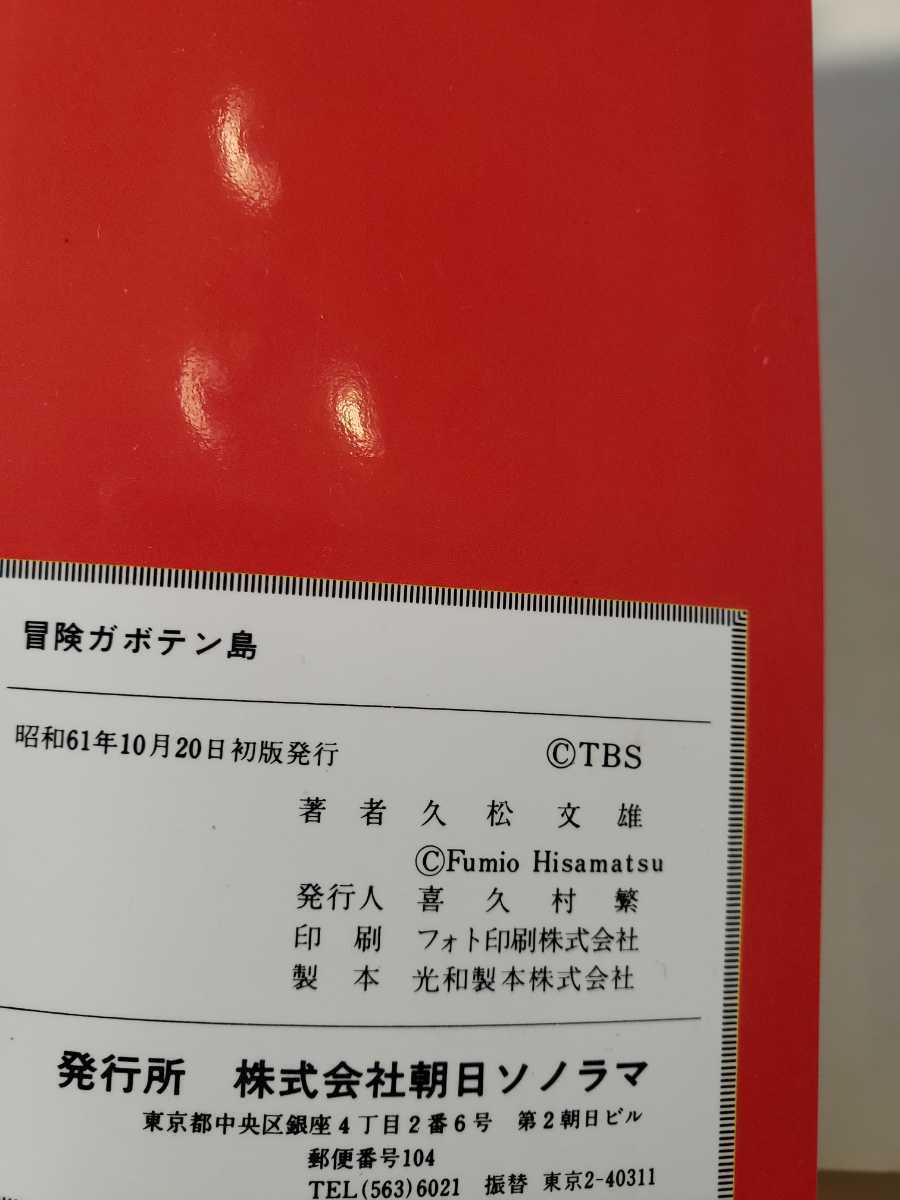 冒険ガボテン島
昭和61年10月20日初版発行 ©TBS
著者 久松文雄
©Fumio Hisamatsu
発行人 喜久村繁
印刷 フォト印刷株式会社
製本 光和製本株式会社
発行所 株式会社朝日ソノラマ
東京都中央区銀座4丁目2番6号 第2朝日ビル
郵便番号104
TEL(563)6021 振替 東京2-40311